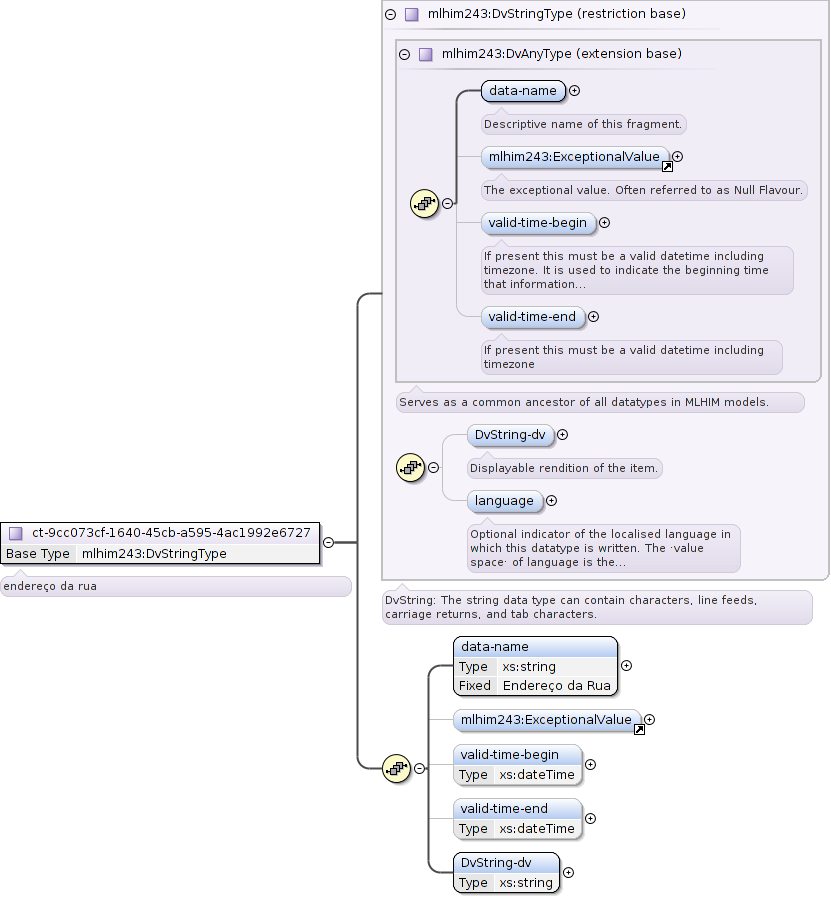 mlhim243:DvStringType (restriction base)
mlhim243:DvAnyType (extension base)
data-name
Descriptive name of this fragment.
mlhim243:ExceptionalValue
The exceptional value. Often referred to as Null Flavour.
valid-time-begin
If present this must be a valid datetime including
timezone. It is used to indicate the beginning time
that information...
valid-time-end
If present this must be a valid datetime including
timezone
Serves as a common ancestor of all datatypes in MLHIM models.
DvString-dv
Displayable rendition of the item.
language
Optional indicator of the localised language in
which this datatype is written. The ·value
space· of language is the...
DvString: The string data type can contain characters, line feeds,
carriage returns, and tab characters.
ct-9cc073cf-1640-45cb-a595-4ac1992e6727
Base Type mlhim243:DvStringType
endereço da rua
data-name
Type xs:string
Fixed Endereço da Rua
mlhim243:ExceptionalValue
valid-time-begin
Type xs:dateTime
valid-time-end
Type xs:dateTime
DvString-dv
Type xs:string